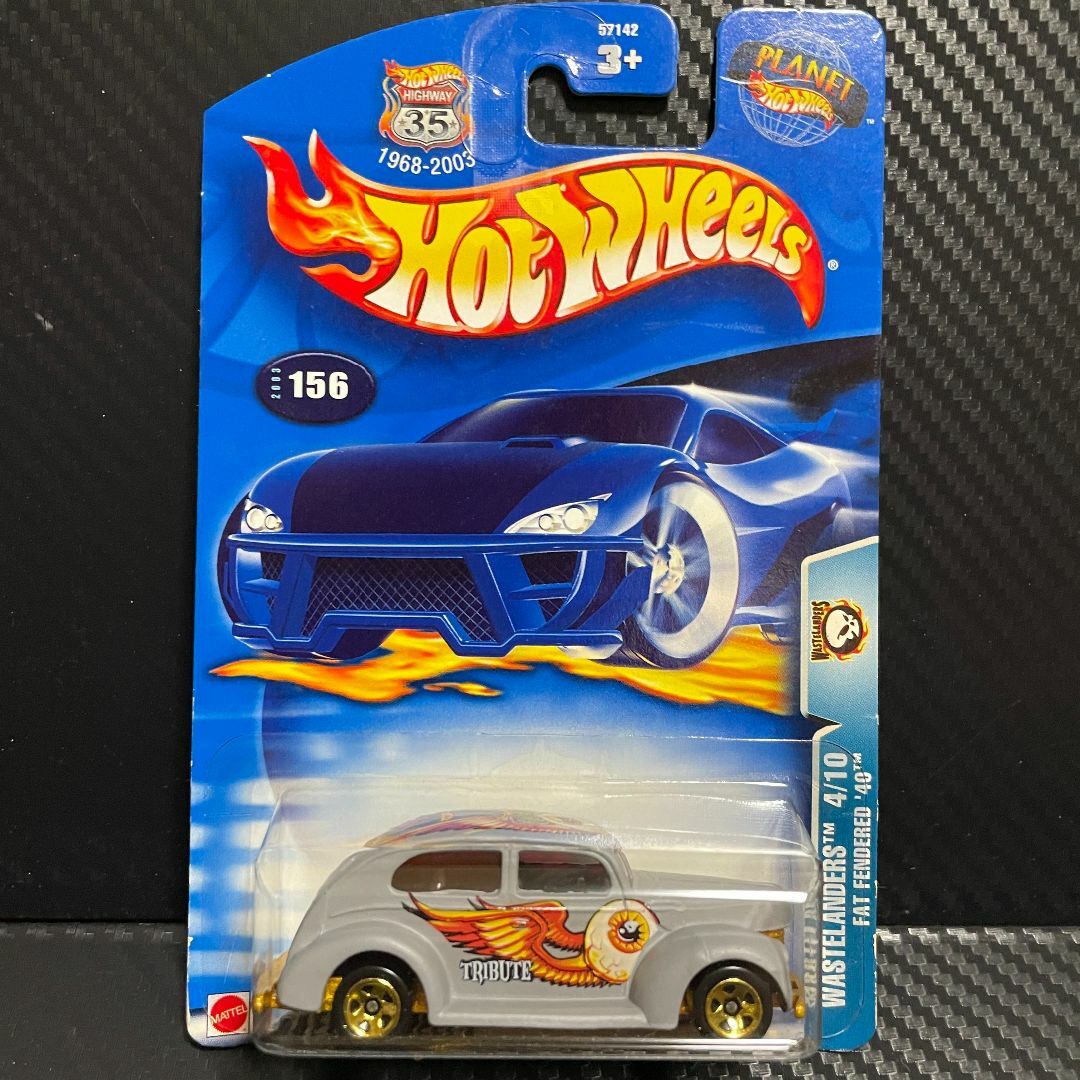 57142
3+
HOT WHEELS
HIGHWAY
35
1968-2003
PLANET
HOT WHEELS
™
HOT WHEELS
®
2003
156
WASTELANDERS
WASTELANDERS™ 4/10
FAT FENDERED '40™
TRIBUTE
MATTEL